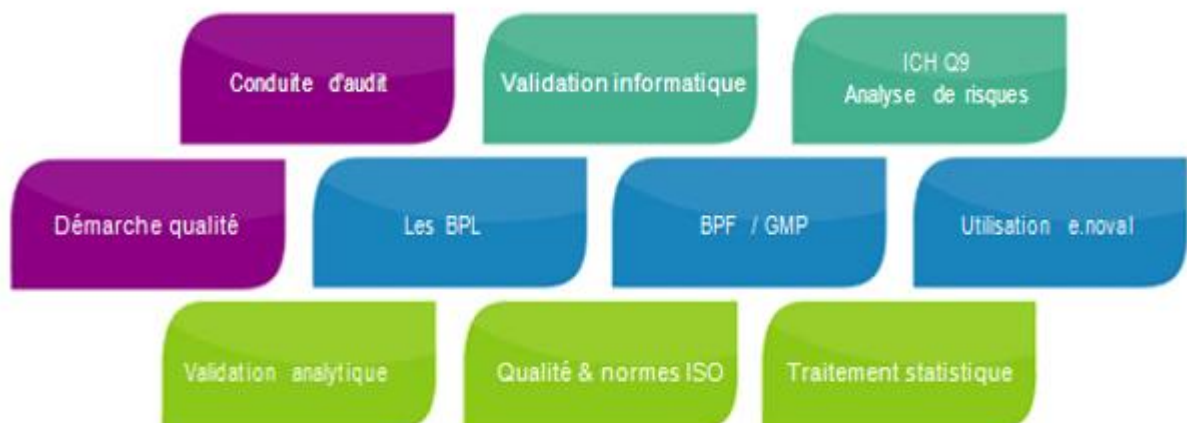 Conduite d'audit
Validation informatique
ICH Q9
Analyse de risques
Démarche qualité
Les BPL
BPF / GMP
Utilisation e.noval
Validation analytique
Qualité & normes ISO
Traitement statistique